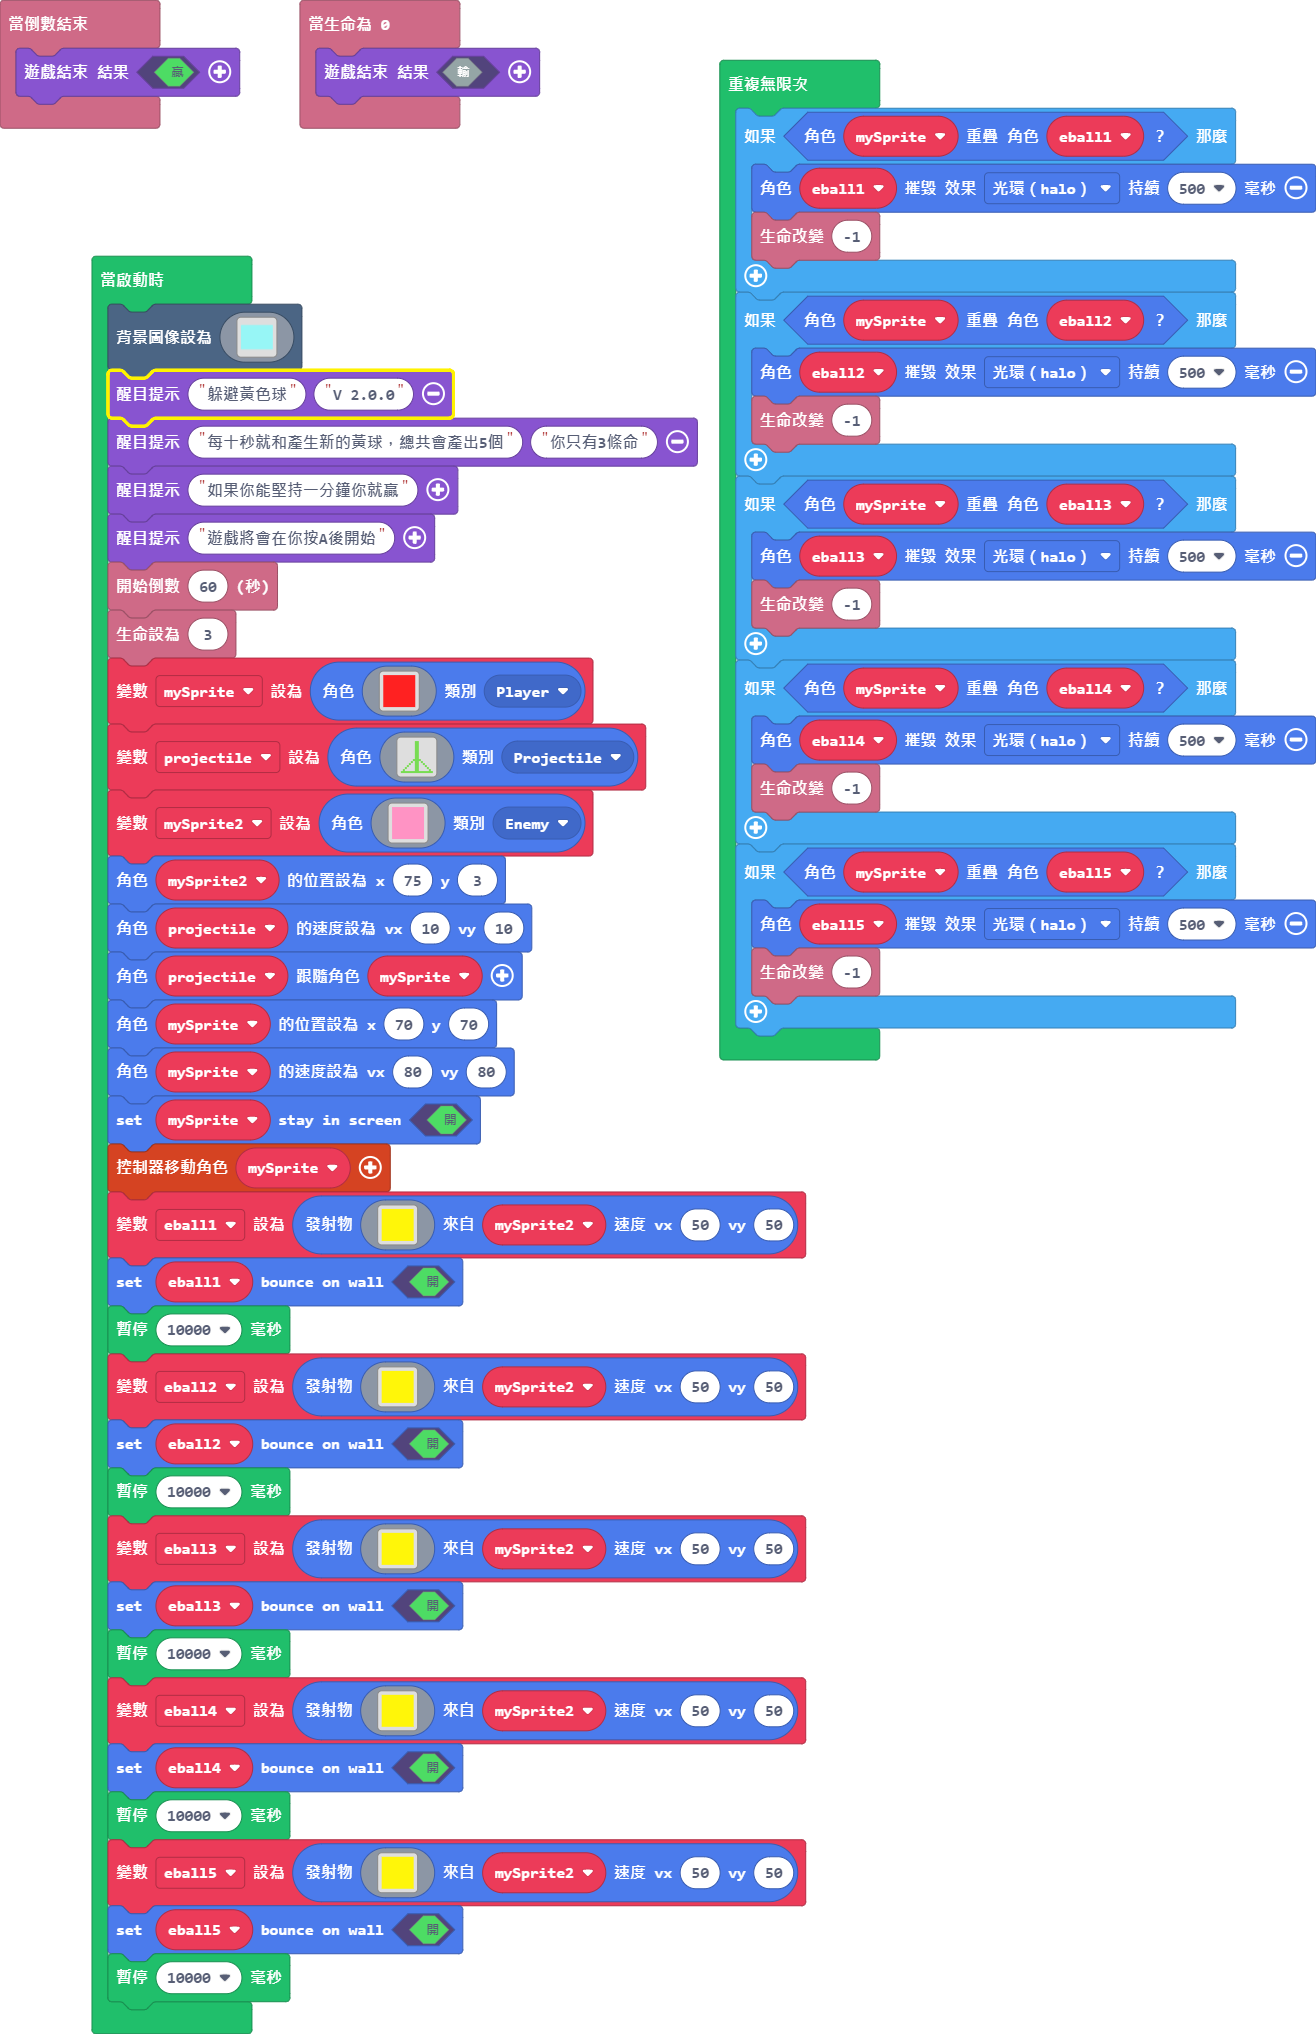 當倒數結束
遊戲結束 結果 贏
當生命為 0
遊戲結束 結果 輸
當啟動時
背景圖像設為
醒目提示 "躲避黃色球" "V 2.0.0"
醒目提示 "每十秒就和產生新的黃球，總共會產出5個" "你只有3條命"
醒目提示 "如果你能堅持一分鐘你就贏"
醒目提示 "遊戲將會在你按A後開始"
開始倒數 60 (秒)
生命設為 3
變數 mySprite 設為 角色 類別 Player
變數 projectile 設為 角色 類別 Projectile
變數 mySprite2 設為 角色 類別 Enemy
角色 mySprite2 的位置設為 x 75 y 3
角色 projectile 的速度設為 vx 10 vy 10
角色 projectile 跟隨角色 mySprite
角色 mySprite 的位置設為 x 70 y 70
角色 mySprite 的速度設為 vx 80 vy 80
set mySprite stay in screen 開
控制器移動角色 mySprite
變數 eball1 設為 發射物 來自 mySprite2 速度 vx 50 vy 50
set eball1 bounce on wall 開
暫停 10000 毫秒
變數 eball2 設為 發射物 來自 mySprite2 速度 vx 50 vy 50
set eball2 bounce on wall 開
暫停 10000 毫秒
變數 eball3 設為 發射物 來自 mySprite2 速度 vx 50 vy 50
set eball3 bounce on wall 開
暫停 10000 毫秒
變數 eball4 設為 發射物 來自 mySprite2 速度 vx 50 vy 50
set eball4 bounce on wall 開
暫停 10000 毫秒
變數 eball5 設為 發射物 來自 mySprite2 速度 vx 50 vy 50
set eball5 bounce on wall 開
暫停 10000 毫秒
重複無限次
如果 角色 mySprite 重疊 角色 eball1 ? 那麼
角色 eball1 摧毀 效果 光環(halo) 持續 500 毫秒
生命改變 -1
如果 角色 mySprite 重疊 角色 eball2 ? 那麼
角色 eball2 摧毀 效果 光環(halo) 持續 500 毫秒
生命改變 -1
如果 角色 mySprite 重疊 角色 eball3 ? 那麼
角色 eball3 摧毀 效果 光環(halo) 持續 500 毫秒
生命改變 -1
如果 角色 mySprite 重疊 角色 eball4 ? 那麼
角色 eball4 摧毀 效果 光環(halo) 持續 500 毫秒
生命改變 -1
如果 角色 mySprite 重疊 角色 eball5 ? 那麼
角色 eball5 摧毀 效果 光環(halo) 持續 500 毫秒
生命改變 -1